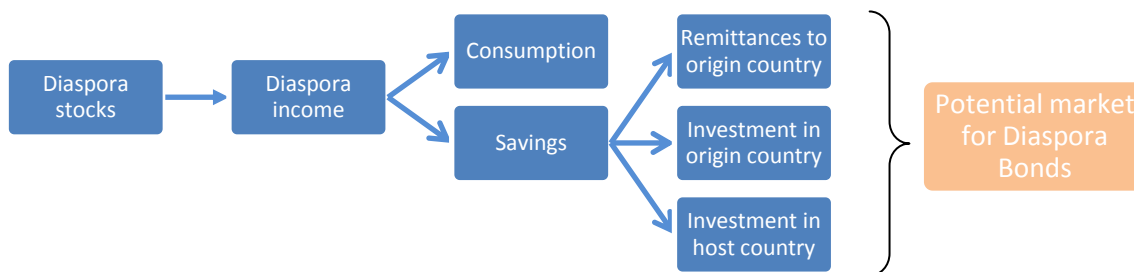 Diaspora
stocks
Diaspora
income
Consumption
Savings
Remittances to
origin country
Investment in
origin country
Investment in
host country
Potential market
for Diaspora
Bonds